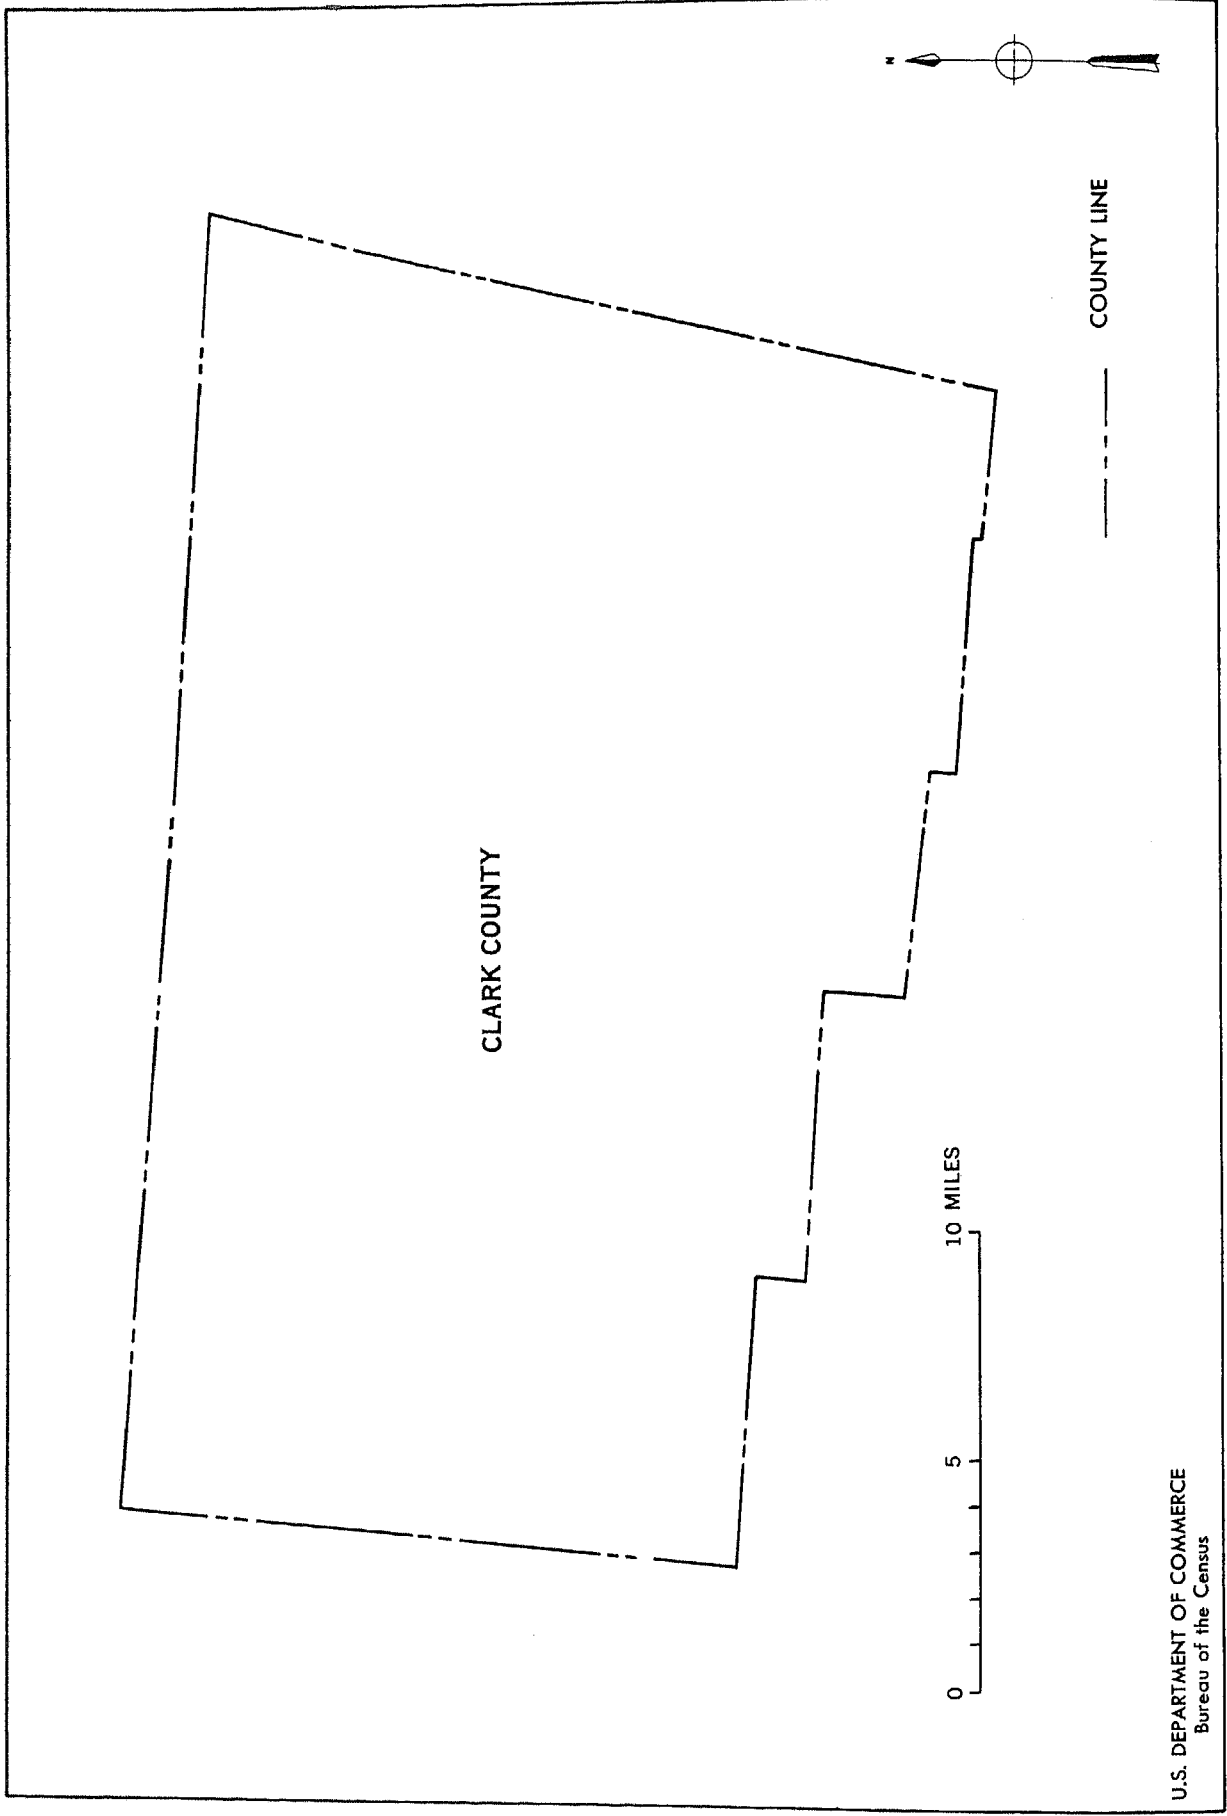 N
CLARK COUNTY
COUNTY LINE
0 5 10 MILES
U.S. DEPARTMENT OF COMMERCE
Bureau of the Census